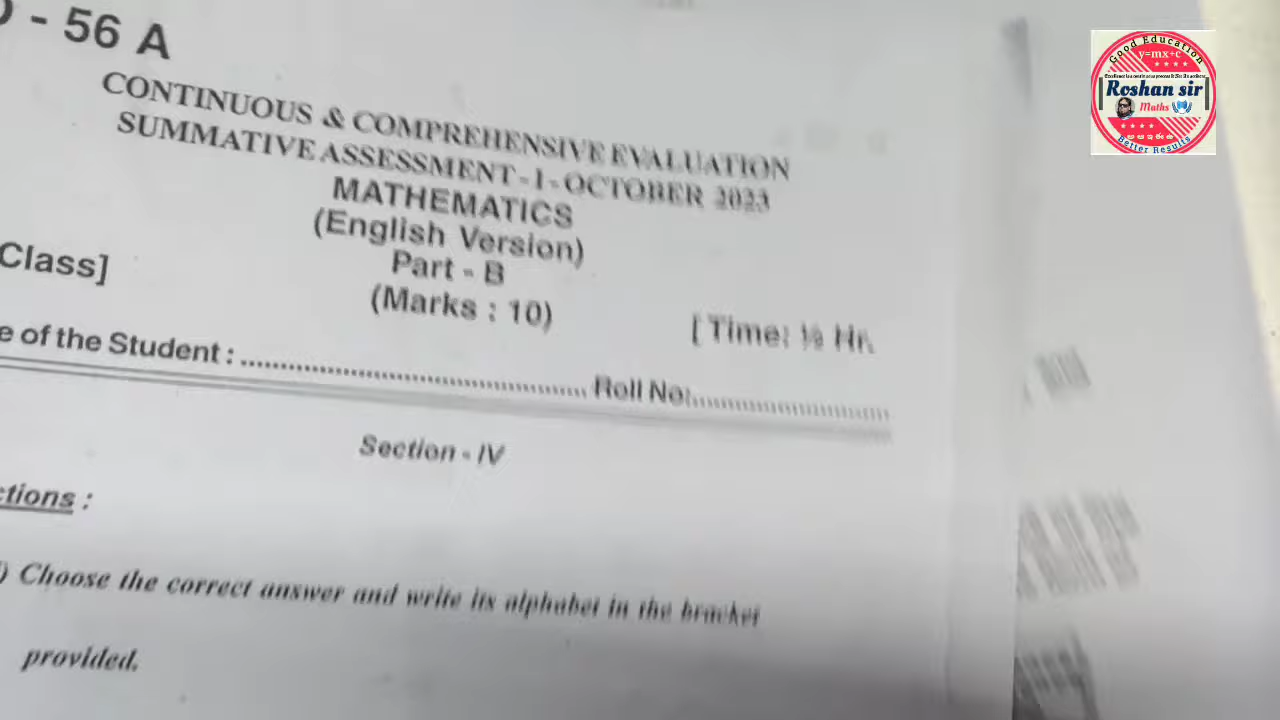 - 56 A
CONTINUOUS & COMPREHENSIVE EVALUATION
SUMMATIVE ASSESSMENT - I - OCTOBER 2023
MATHEMATICS
(English Version)
Part - B
Class]
(Marks : 10)
[ Time: ½ Hr.
e of the Student : .......................................... Roll No:..........................
Section - IV
ctions :
) Choose the correct answer and write its alphabet in the bracket
provided.
Good Education
y=mx+c
Roshan sir
Maths
Better Results